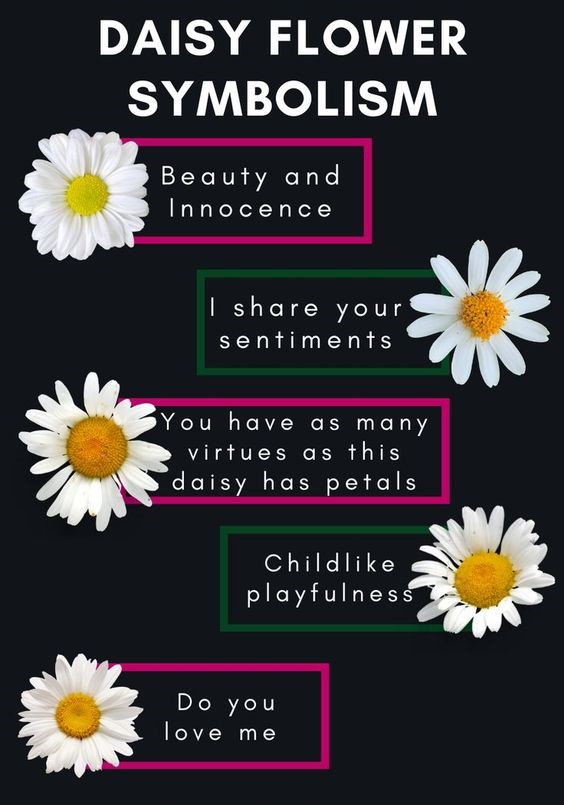 DAISY FLOWER
SYMBOLISM
Beauty and
Innocence
I share your
sentiments
You have as many
virtues as this
daisy has petals
Childlike
playfulness
Do you
love me